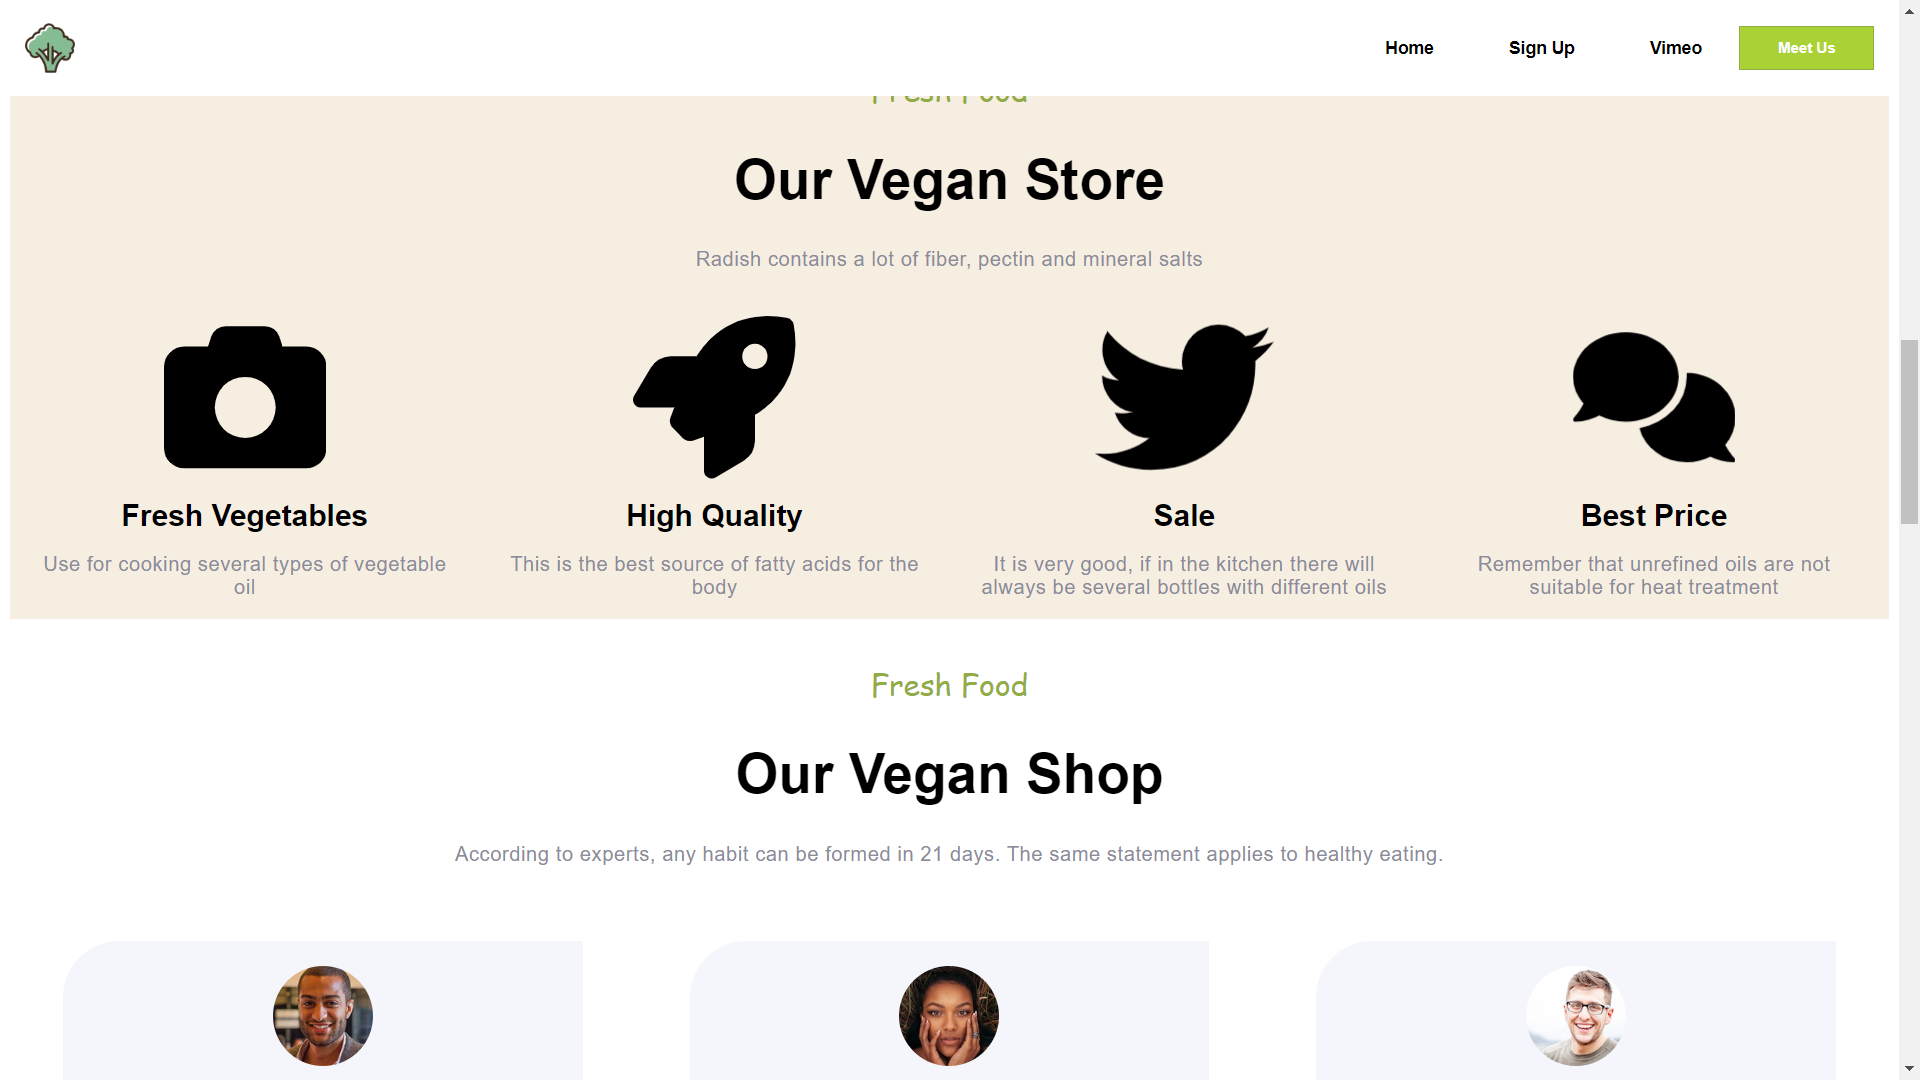 Home
Sign Up
Vimeo
Meet Us
Fresh Food
Our Vegan Store
Radish contains a lot of fiber, pectin and mineral salts
Fresh Vegetables
Use for cooking several types of vegetable
oil
High Quality
This is the best source of fatty acids for the
body
Sale
It is very good, if in the kitchen there will
always be several bottles with different oils
Best Price
Remember that unrefined oils are not
suitable for heat treatment
Fresh Food
Our Vegan Shop
According to experts, any habit can be formed in 21 days. The same statement applies to healthy eating.